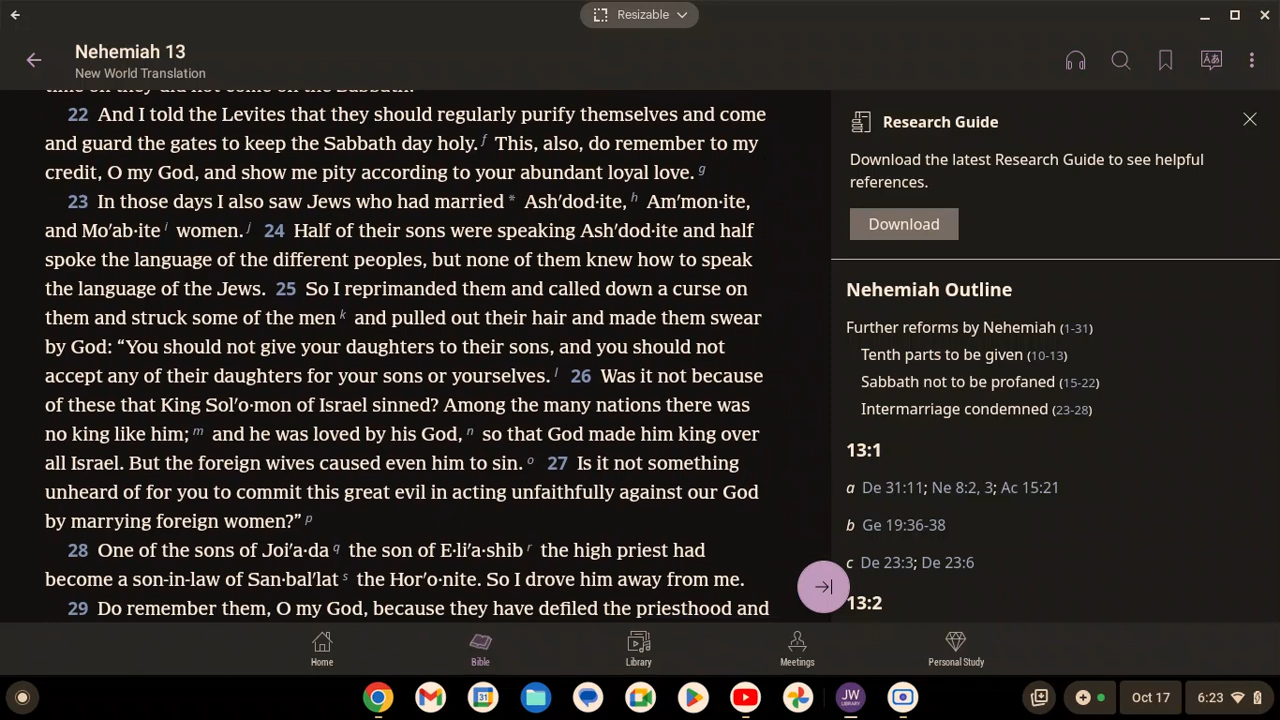 Resizable
Nehemiah 13
New World Translation
time on they did not come on the Sabbath.
22 And I told the Levites that they should regularly purify themselves and come
and guard the gates to keep the Sabbath day holy. f This, also, do remember to my
credit, O my God, and show me pity according to your abundant loyal love. g
23 In those days I also saw Jews who had married * Ash′dod·ite, h Am′mon·ite,
and Mo′ab·ite i women. j 24 Half of their sons were speaking Ash′dod·ite and half
spoke the language of the different peoples, but none of them knew how to speak
the language of the Jews. 25 So I reprimanded them and called down a curse on
them and struck some of the men k and pulled out their hair and made them swear
by God: “You should not give your daughters to their sons, and you should not
accept any of their daughters for your sons or yourselves. l 26 Was it not because
of these that King Sol′o·mon of Israel sinned? Among the many nations there was
no king like him; m and he was loved by his God, n so that God made him king over
all Israel. But the foreign wives caused even him to sin. o 27 Is it not something
unheard of for you to commit this great evil in acting unfaithfully against our God
by marrying foreign women?” p
28 One of the sons of Joi′a·da q the son of E·li′a·shib r the high priest had
become a son-in-law of San·bal′lat s the Hor′o·nite. So I drove him away from me.
29 Do remember them, O my God, because they have defiled the priesthood and
Research Guide
Download the latest Research Guide to see helpful
references.
Download
Nehemiah Outline
Further reforms by Nehemiah (1-31)
Tenth parts to be given (10-13)
Sabbath not to be profaned (15-22)
Intermarriage condemned (23-28)
13:1
a De 31:11; Ne 8:2, 3; Ac 15:21
b Ge 19:36-38
c De 23:3; De 23:6
13:2
Home
Bible
Library
Meetings
Personal Study
31
JW
LIBRARY
Oct 17
6:23